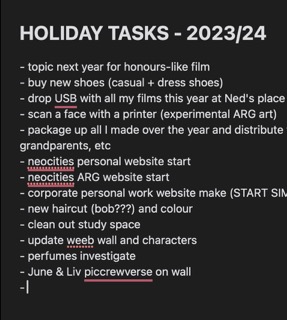 HOLIDAY TASKS - 2023/24
- topic next year for honours-like film
- buy new shoes (casual + dress shoes)
- drop USB with all my films this year at Ned's place
- scan a face with a printer (experimental ARG art)
- package up all I made over the year and distribute
grandparents, etc
- neocities personal website start
- neocities ARG website start
- corporate personal work website make (START SIM
- new haircut (bob???) and colour
- clean out study space
- update weeb wall and characters
- perfumes investigate
- June & Liv piccrewverse on wall
-